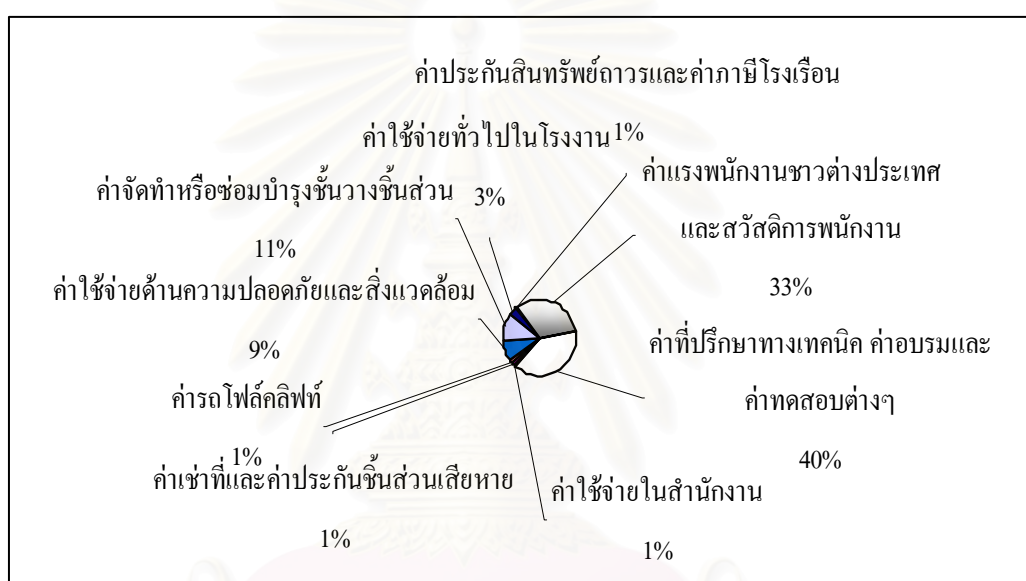 ค่าประกันสินทรัพย์ถาวรและค่าภาษีโรงเรือน
1%
ค่าใช้จ่ายทั่วไปในโรงงาน
3%
ค่าแรงพนักงานชาวต่างประเทศ
และสวัสดิการพนักงาน
33%
ค่าจัดทำหรือซ่อมบำรุงชั้นวางชิ้นส่วน
11%
ค่าใช้จ่ายด้านความปลอดภัยและสิ่งแวดล้อม
9%
ค่าที่ปรึกษาทางเทคนิค ค่าอบรมและ
ค่าทดสอบต่างๆ
40%
ค่ารถโฟล์คลิฟท์
1%
ค่าเช่าที่และค่าประกันชิ้นส่วนเสียหาย
1%
ค่าใช้จ่ายในสำนักงาน
1%